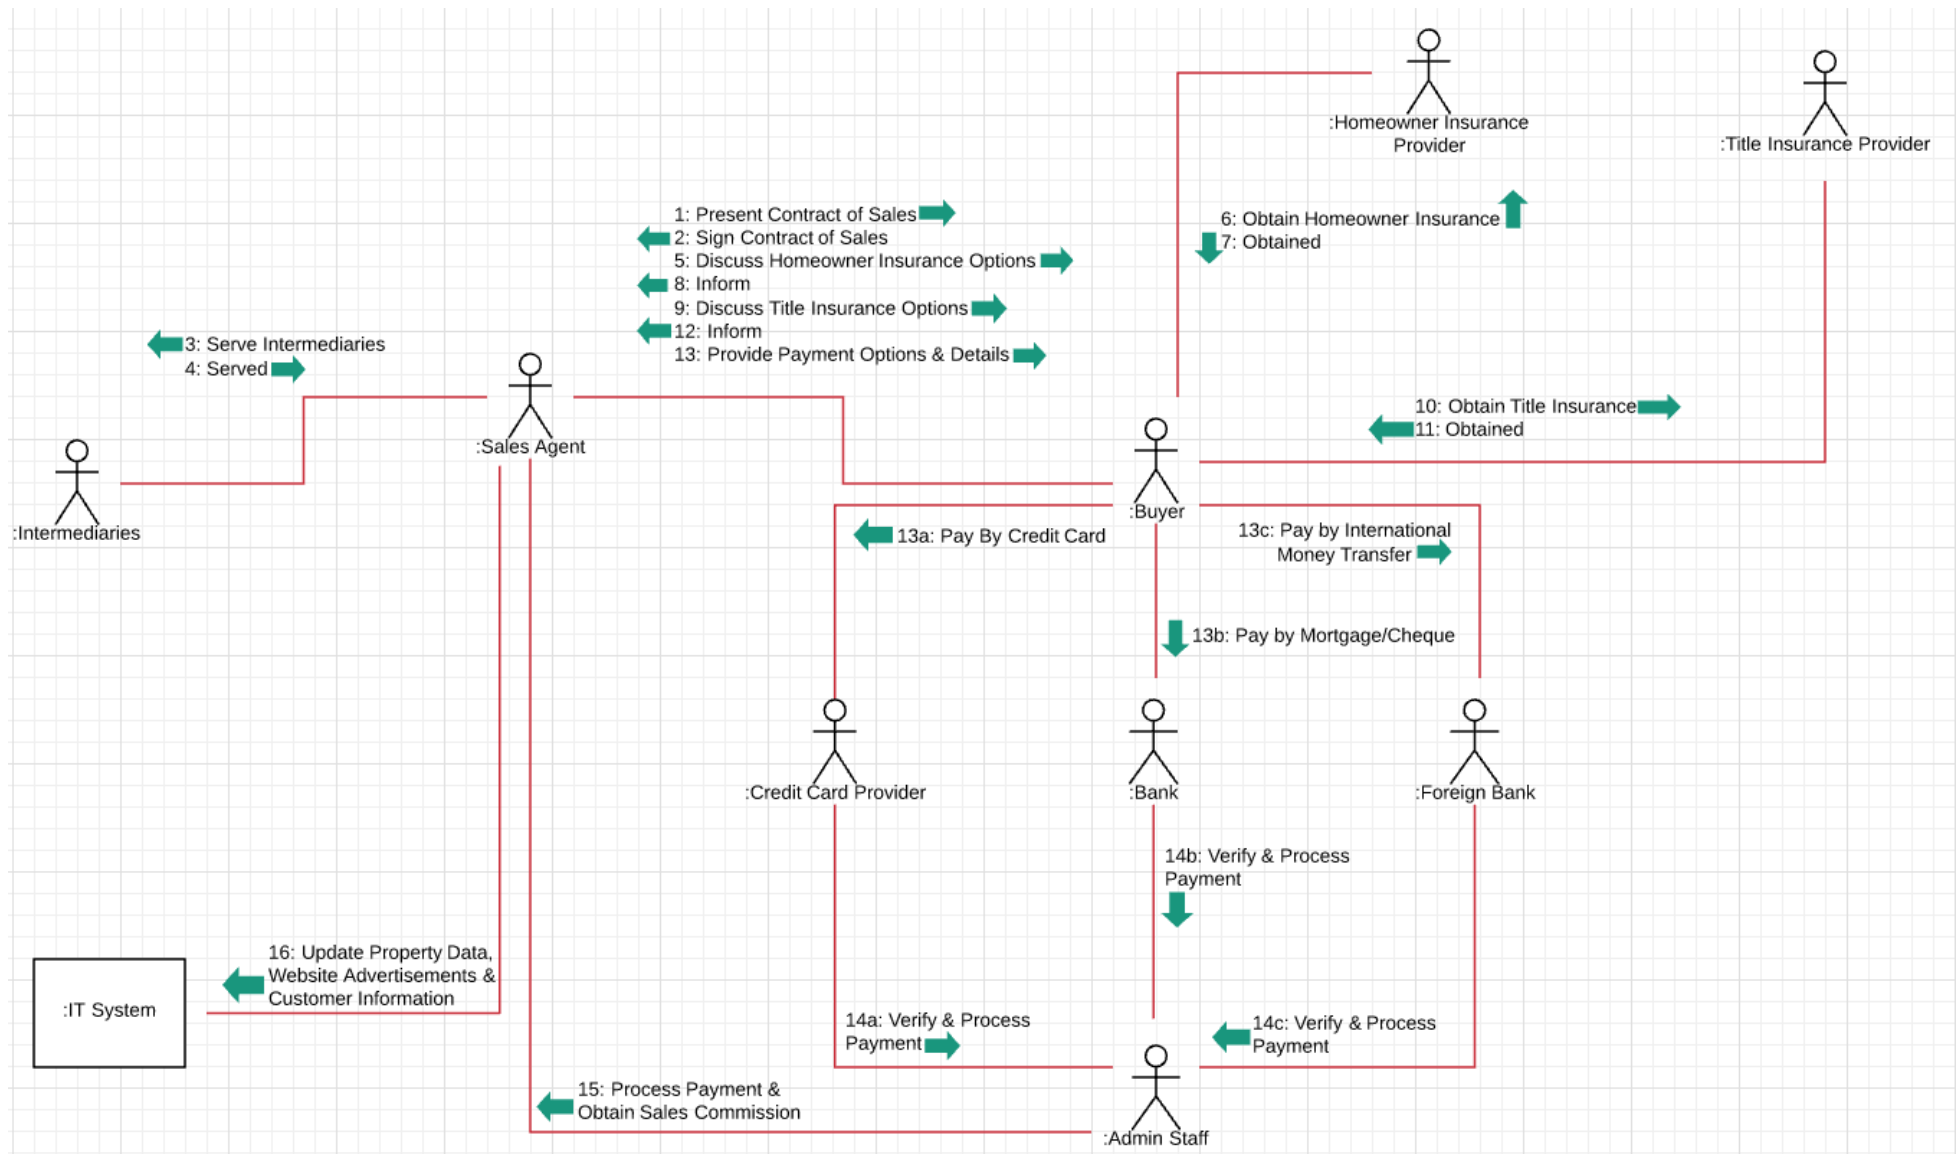 :Homeowner Insurance
Provider
:Title Insurance Provider
1: Present Contract of Sales
2: Sign Contract of Sales
5: Discuss Homeowner Insurance Options
8: Inform
9: Discuss Title Insurance Options
12: Inform
13: Provide Payment Options & Details
6: Obtain Homeowner Insurance
7: Obtained
3: Serve Intermediaries
4: Served
:Sales Agent
10: Obtain Title Insurance
11: Obtained
:Intermediaries
:Buyer
13a: Pay By Credit Card
13c: Pay by International
Money Transfer
13b: Pay by Mortgage/Cheque
:Credit Card Provider
:Bank
:Foreign Bank
14b: Verify & Process
Payment
16: Update Property Data,
Website Advertisements &
Customer Information
:IT System
14a: Verify & Process
Payment
14c: Verify & Process
Payment
15: Process Payment &
Obtain Sales Commission
:Admin Staff